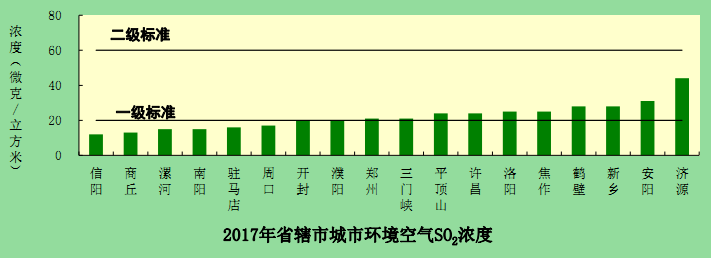 浓度（微克/立方米）
80
60
40
20
0
二级标准
一级标准
信阳
商丘
漯河
南阳
驻马店
周口
开封
濮阳
郑州
三门峡
平顶山
许昌
洛阳
焦作
鹤壁
新乡
安阳
济源
2017年省辖市城市环境空气SO₂浓度